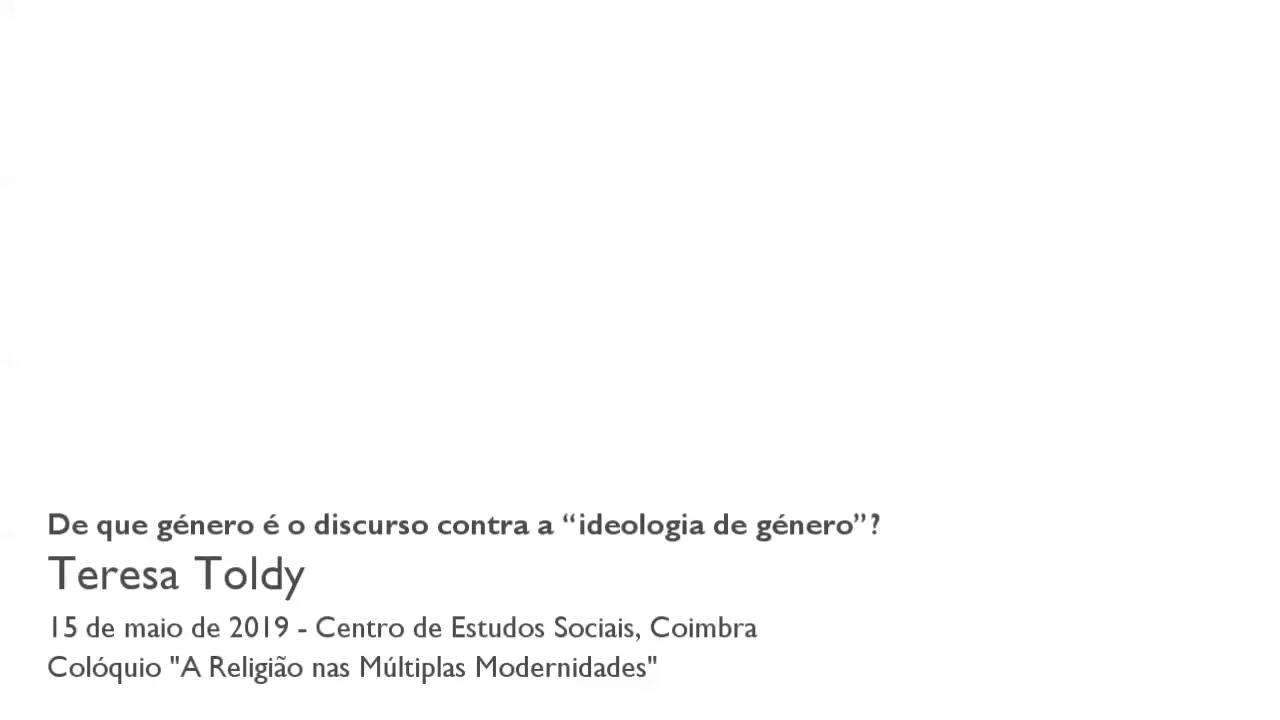 De que género é o discurso contra a “ideologia de género”?
Teresa Toldy
15 de maio de 2019 - Centro de Estudos Sociais, Coimbra
Colóquio "A Religião nas Múltiplas Modernidades"